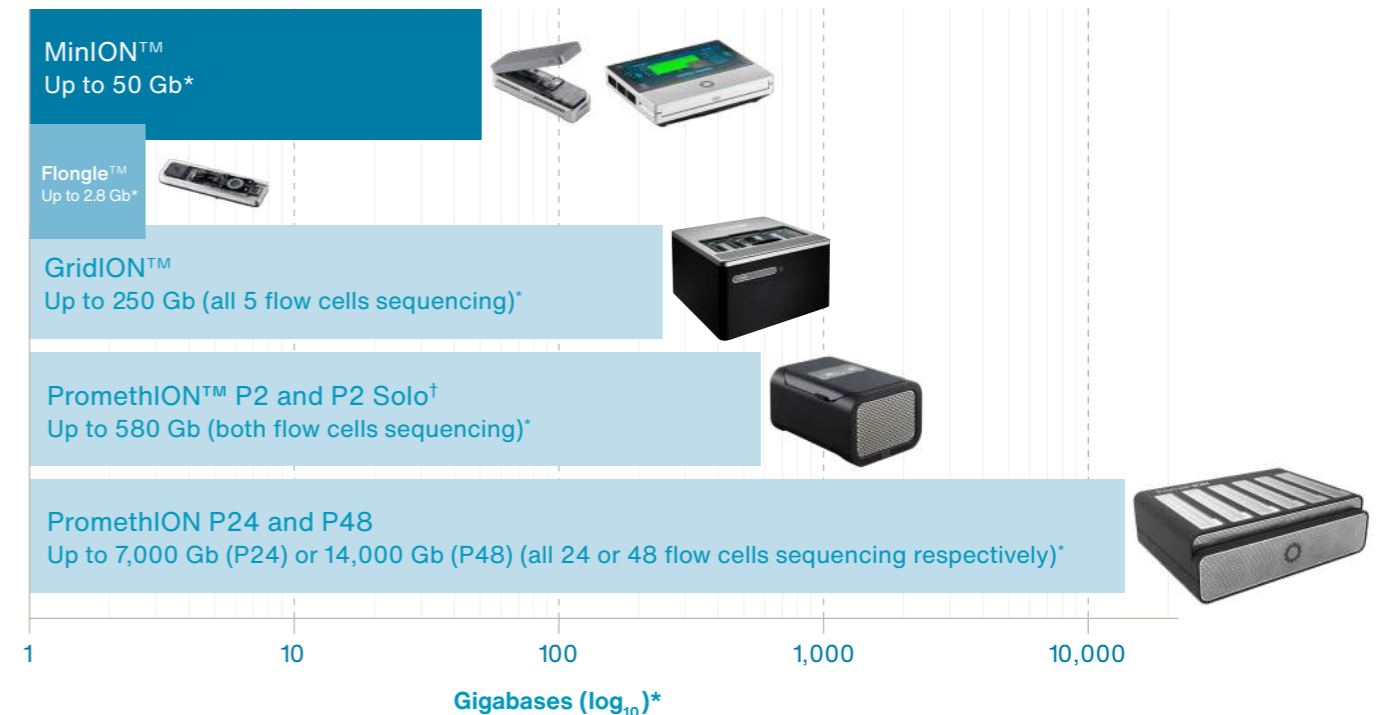 MinION™
Up to 50 Gb*
Flongle™
Up to 2.8 Gb*
GridION™
Up to 250 Gb (all 5 flow cells sequencing)*
PromethION™ P2 and P2 Solo†
Up to 580 Gb (both flow cells sequencing)*
PromethION P24 and P48
Up to 7,000 Gb (P24) or 14,000 Gb (P48) (all 24 or 48 flow cells sequencing respectively)*
1 10 100 1,000 10,000
Gigabases (log₁₀)*